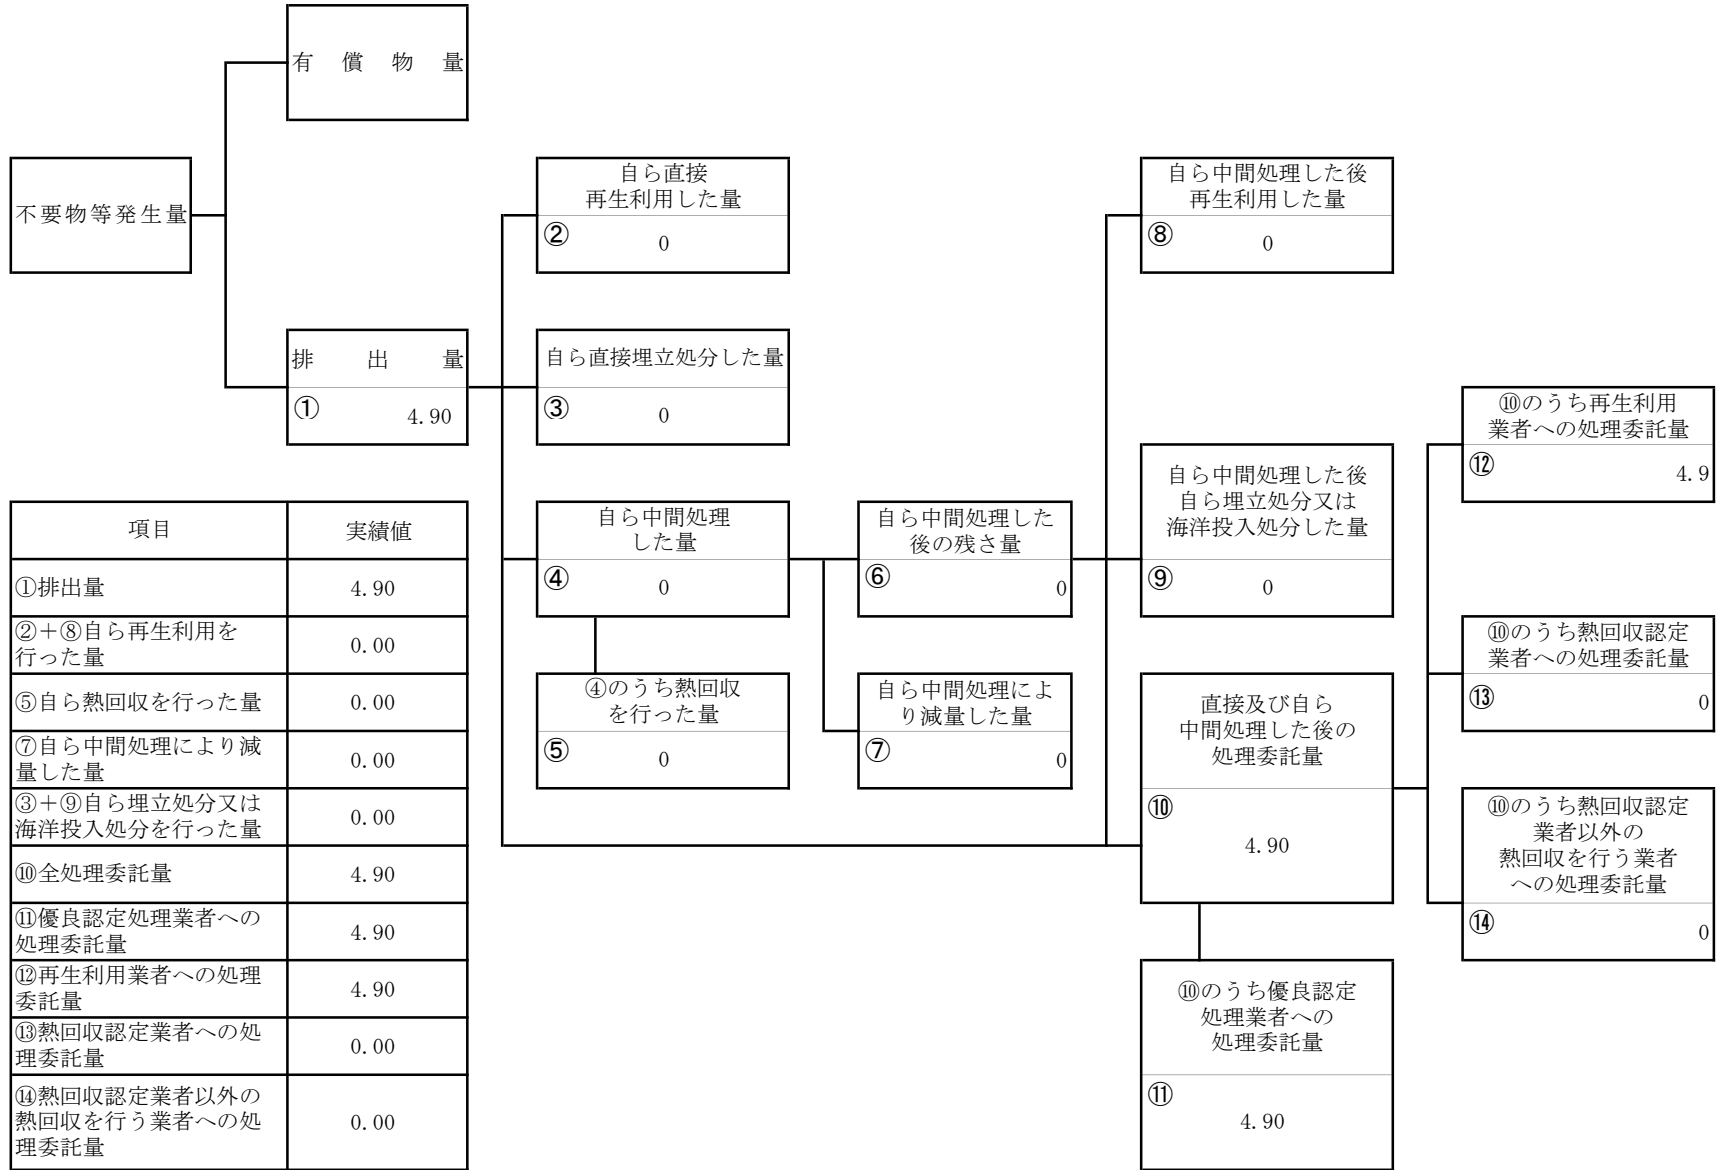 有償物量
不要物等発生量
排出量
① 4.90
自ら直接
再生利用した量
② 0
自ら直接埋立処分した量
③ 0
自ら中間処理
した量
④ 0
④のうち熱回収
を行った量
⑤ 0
自ら中間処理した
後の残さ量
⑥ 0
自ら中間処理によ
り減量した量
⑦ 0
自ら中間処理した後
再生利用した量
⑧ 0
自ら中間処理した後
自ら埋立処分又は
海洋投入処分した量
⑨ 0
直接及び自ら
中間処理した後の
処理委託量
⑩
4.90
⑩のうち優良認定
処理業者への
処理委託量
⑪
4.90
⑩のうち再生利用
業者への処理委託量
⑫ 4.9
⑩のうち熱回収認定
業者への処理委託量
⑬ 0
⑩のうち熱回収認定
業者以外の
熱回収を行う業者
への処理委託量
⑭ 0
項目 実績値
①排出量 4.90
②+⑧自ら再生利用を
行った量 0.00
⑤自ら熱回収を行った量 0.00
⑦自ら中間処理により減
量した量 0.00
③+⑨自ら埋立処分又は
海洋投入処分を行った量 0.00
⑩全処理委託量 4.90
⑪優良認定処理業者への
処理委託量 4.90
⑫再生利用業者への処理
委託量 4.90
⑬熱回収認定業者への処
理委託量 0.00
⑭熱回収認定業者以外の
熱回収を行う業者への処
理委託量 0.00